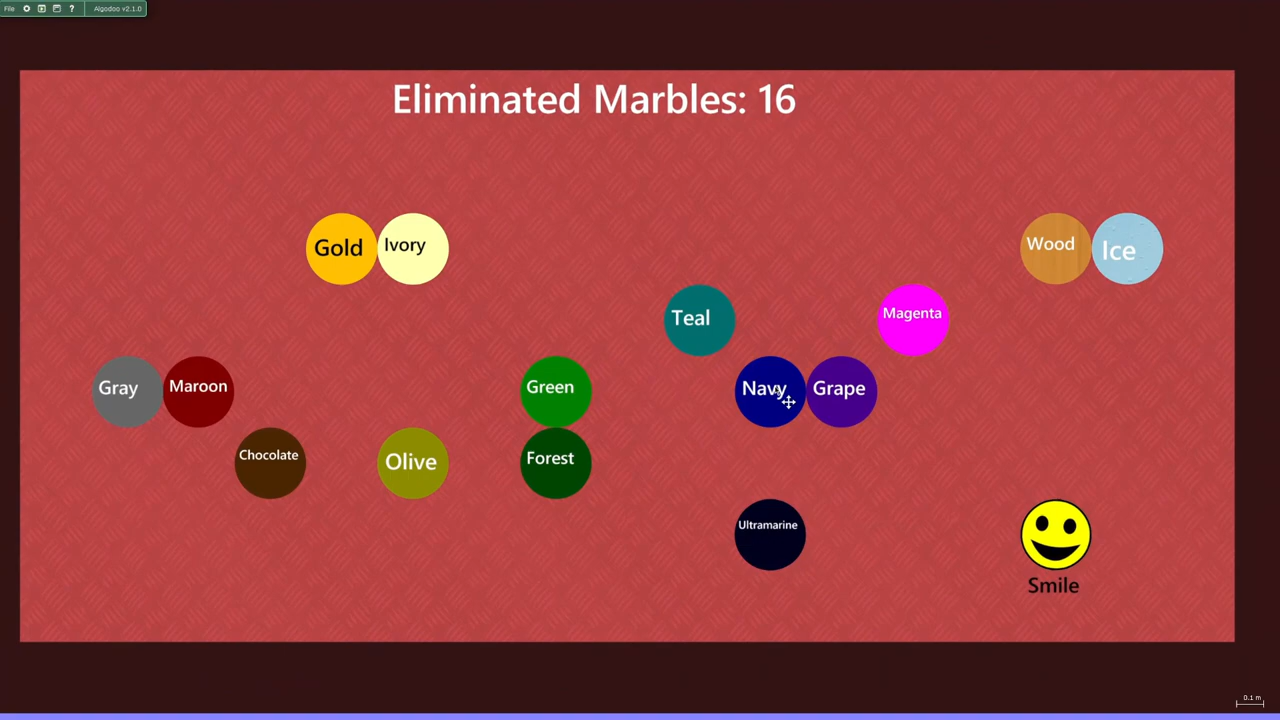 File ? Algodoo v2.1.0
Eliminated Marbles: 16
Gold Ivory Wood Ice
Teal Magenta
Gray Maroon Green Navy Grape
Chocolate Olive Forest
Ultramarine
Smile
0.1 m